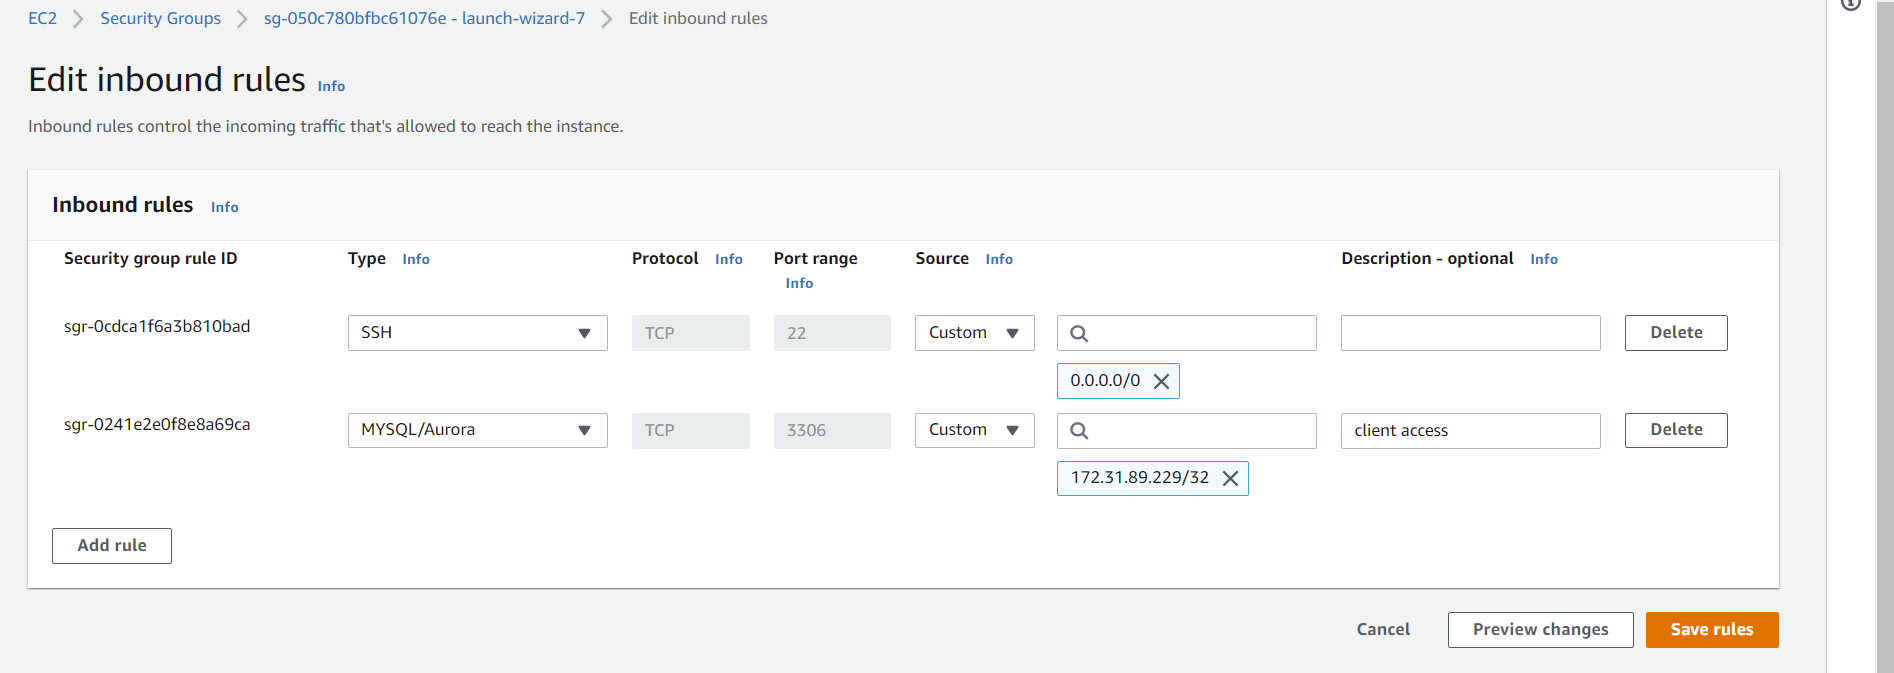 EC2 > Security Groups > sg-050c780bfbc61076e - launch-wizard-7 > Edit inbound rules
Edit inbound rules Info
Inbound rules control the incoming traffic that's allowed to reach the instance.
Inbound rules Info
Security group rule ID Type Info Protocol Info Port range Info Source Info Description - optional Info
sgr-0cdca1f6a3b810bad SSH TCP 22 Custom Delete
0.0.0.0/0
sgr-0241e2e0f8e8a69ca MYSQL/Aurora TCP 3306 Custom client access Delete
172.31.89.229/32
Add rule
Cancel Preview changes Save rules